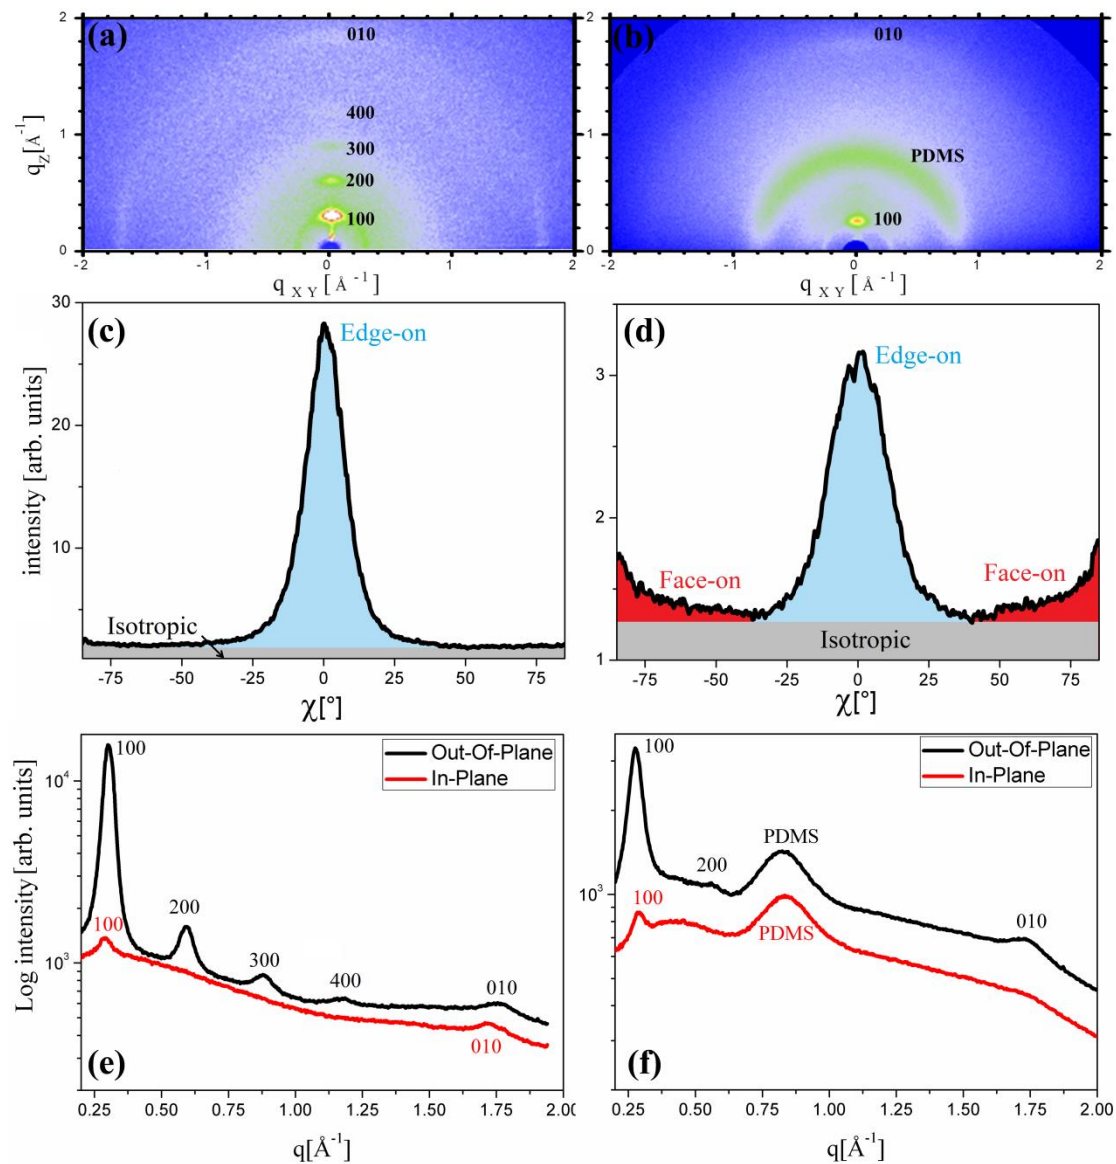 (a)
010
400
300
200
100
2
1
0
q_Z[Å⁻¹]
-2
-1
0
1
2
q_XY[Å⁻¹]
(b)
010
PDMS
100
2
1
0
-2
-1
0
1
2
q_XY[Å⁻¹]
(c)
Edge-on
Isotropic
30
20
10
intensity [arb. units]
-75
-50
-25
0
25
50
75
χ[°]
(d)
Edge-on
Face-on
Face-on
Isotropic
3
2
1
-75
-50
-25
0
25
50
75
χ[°]
100
Out-Of-Plane
In-Plane
200
100
300
400
010
010
(e)
10⁴
10³
Log intensity [arb. units]
0.25
0.50
0.75
1.00
1.25
1.50
1.75
2.00
q[Å⁻¹]
100
Out-Of-Plane
In-Plane
PDMS
200
100
PDMS
010
(f)
10³
0.25
0.50
0.75
1.00
1.25
1.50
1.75
2.00
q[Å⁻¹]